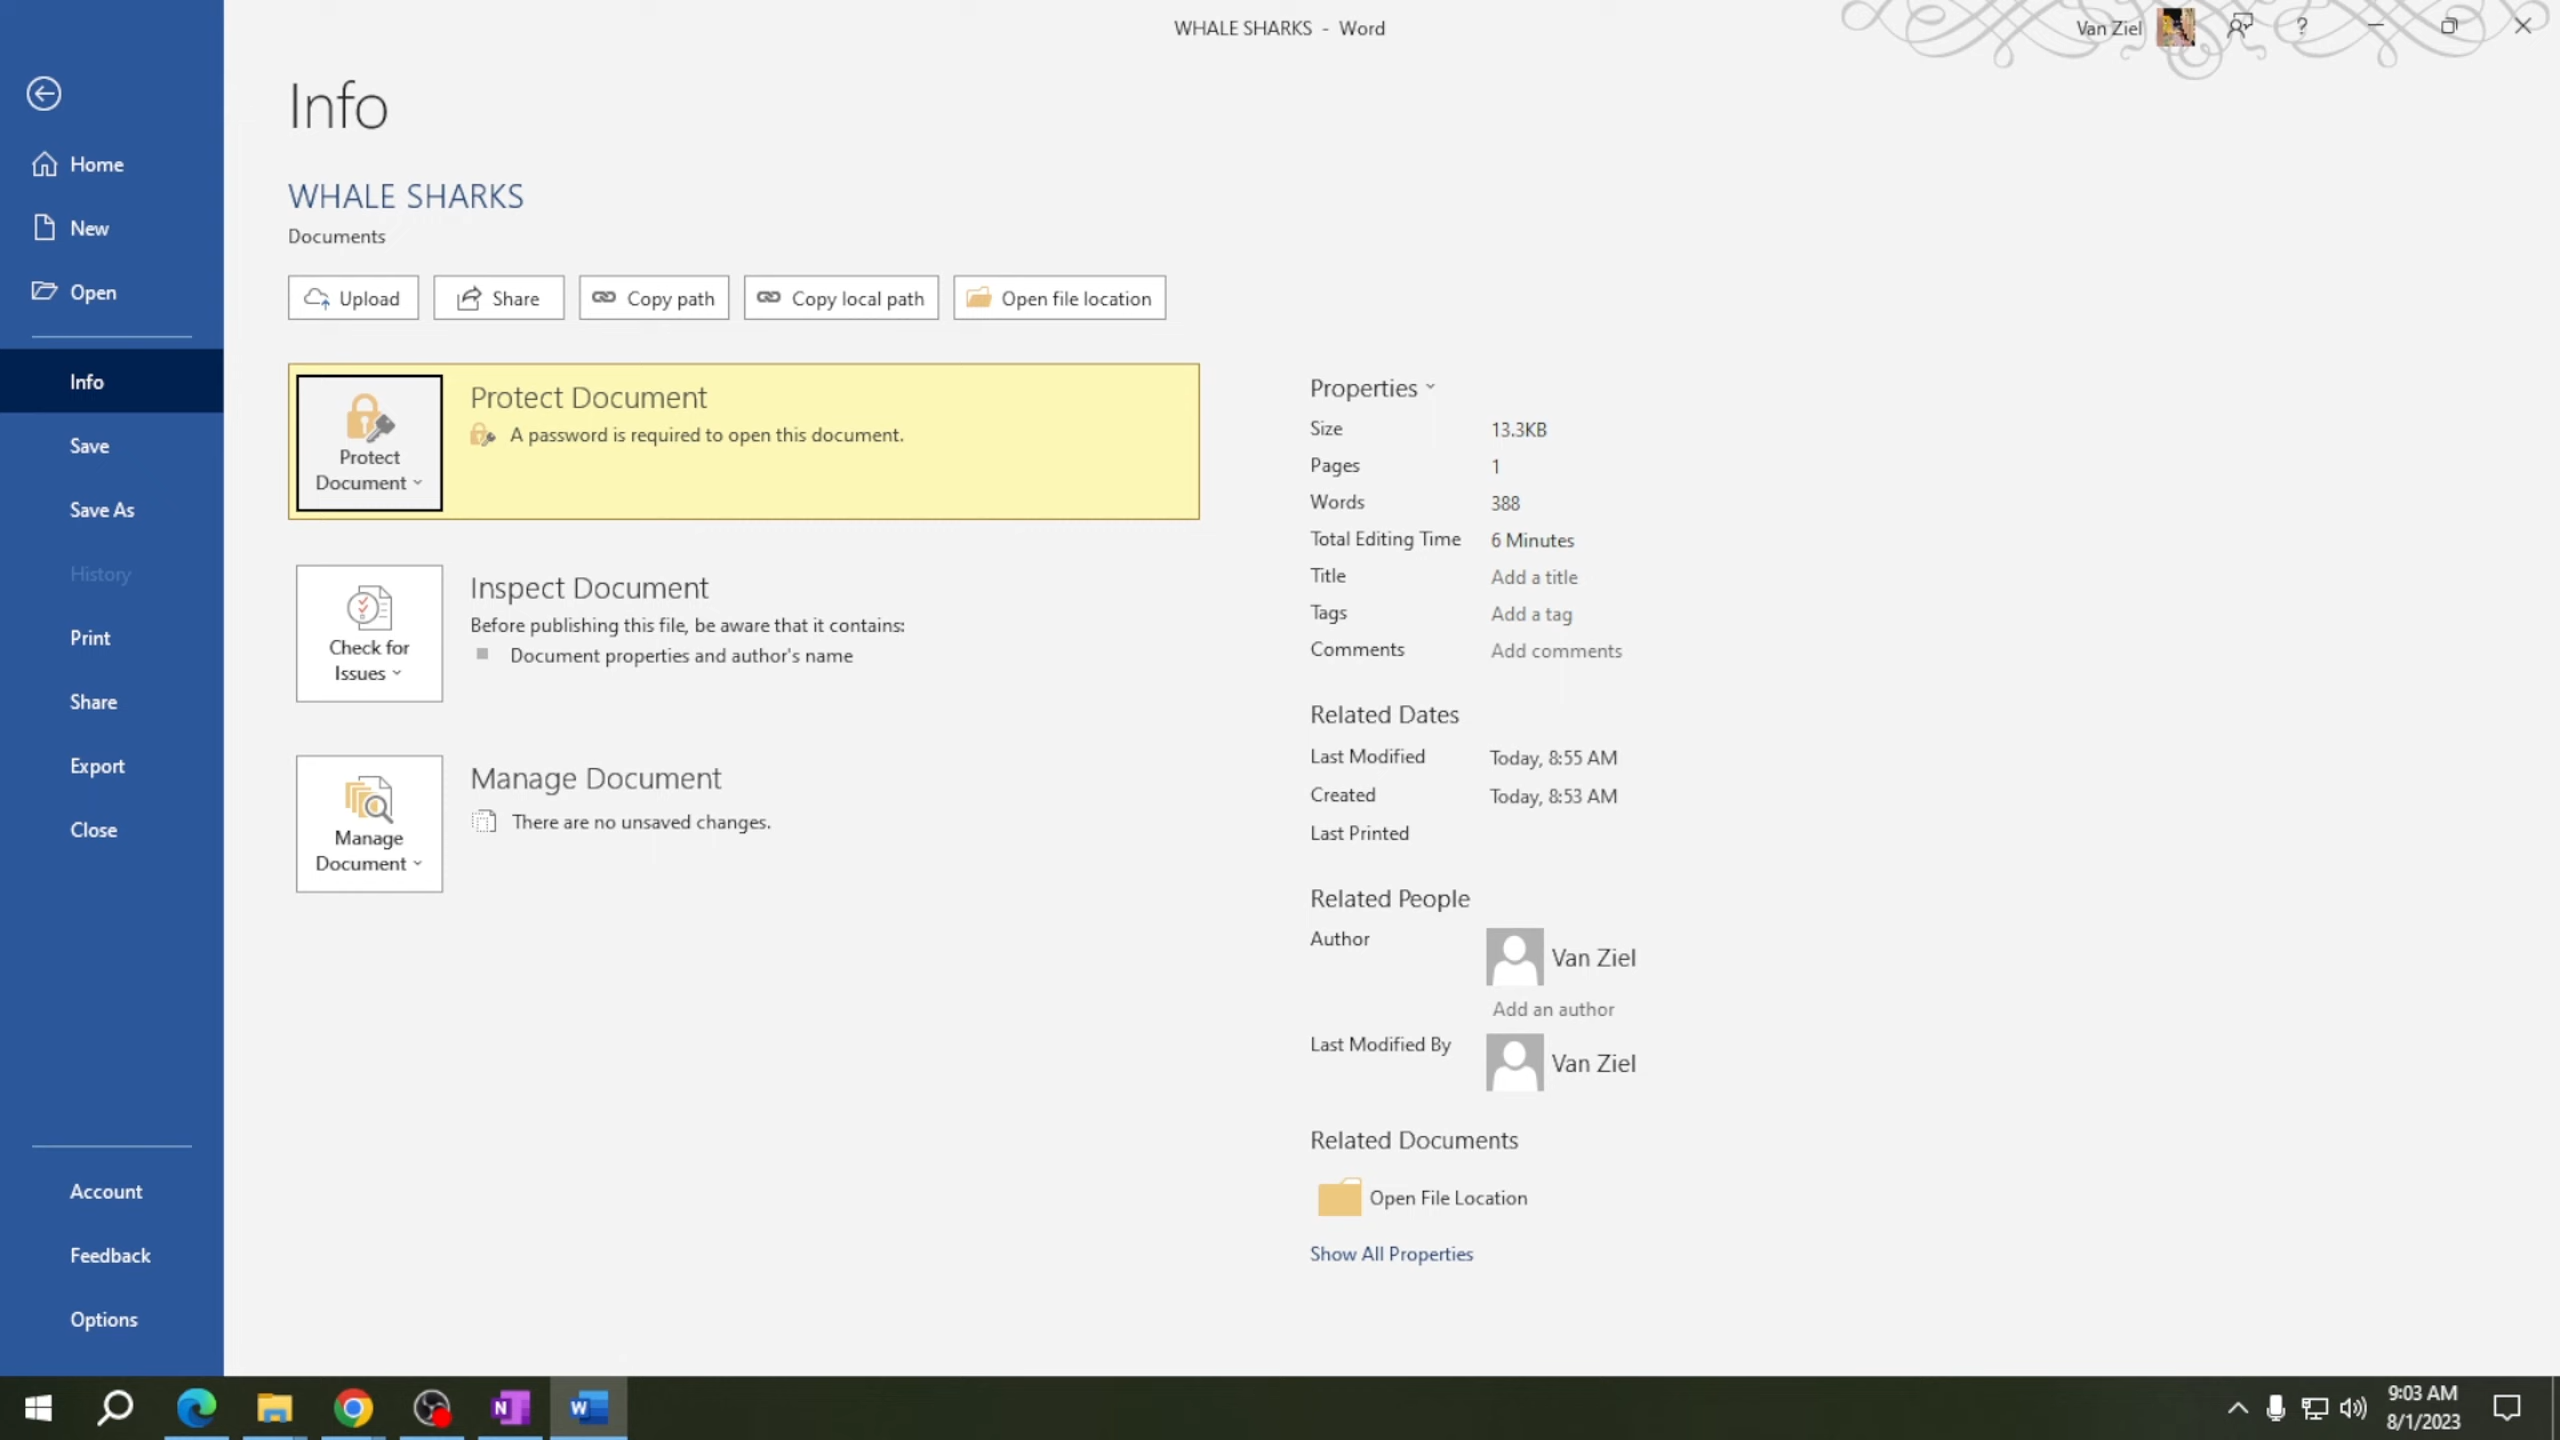 WHALE SHARKS - Word
Van Ziel
?
Home
New
Open
Info
Save
Save As
History
Print
Share
Export
Close
Account
Feedback
Options
Info
WHALE SHARKS
Documents
Upload
Share
Copy path
Copy local path
Open file location
Protect
Document
Protect Document
A password is required to open this document.
Check for
Issues
Inspect Document
Before publishing this file, be aware that it contains:
Document properties and author's name
Manage
Document
Manage Document
There are no unsaved changes.
Properties
Size 13.3KB
Pages 1
Words 388
Total Editing Time 6 Minutes
Title Add a title
Tags Add a tag
Comments Add comments
Related Dates
Last Modified Today, 8:55 AM
Created Today, 8:53 AM
Last Printed
Related People
Author Van Ziel
Add an author
Last Modified By Van Ziel
Related Documents
Open File Location
Show All Properties
N
W
9:03 AM
8/1/2023